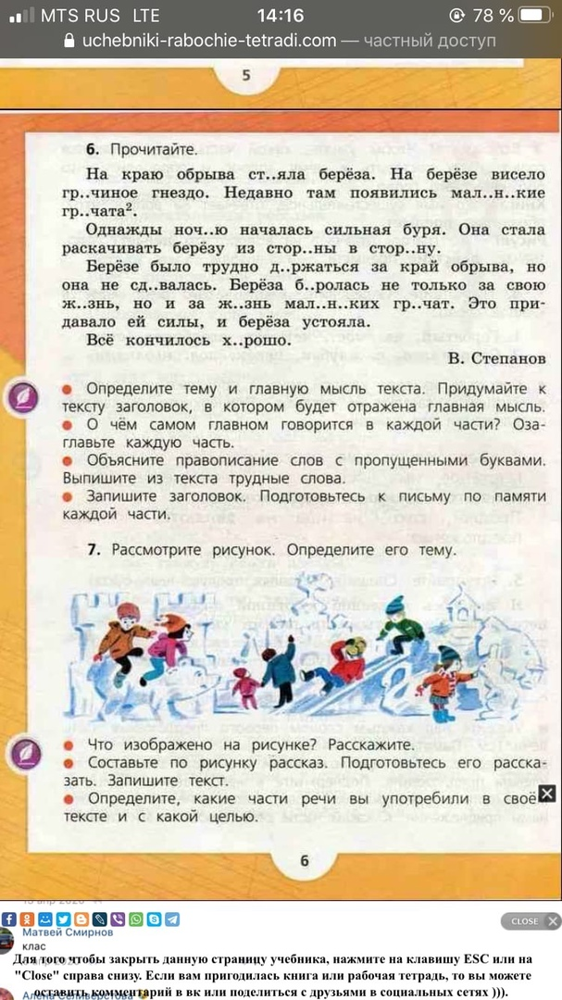 MTS RUS LTE 14:16 78 %
uchebniki-rabochie-tetradi.com — частный доступ
5
6. Прочитайте.
На краю обрыва ст..яла берёза. На берёзе висело
гр..чиное гнездо. Недавно там появились мал..н..кие
гр..чата².
Однажды ноч..ю началась сильная буря. Она стала
раскачивать берёзу из стор..ны в стор..ну.
Берёзе было трудно д..ржаться за край обрыва, но
она не сд..валась. Берёза б..ролась не только за свою
ж..знь, но и за ж..знь мал..н..ких гр..чат. Это при-
давало ей силы, и берёза устояла.
Всё кончилось х..рошо.
В. Степанов
• Определите тему и главную мысль текста. Придумайте к
тексту заголовок, в котором будет отражена главная мысль.
• О чём самом главном говорится в каждой части? Оза-
главьте каждую часть.
• Объясните правописание слов с пропущенными буквами.
Выпишите из текста трудные слова.
• Запишите заголовок. Подготовьтесь к письму по памяти
каждой части.
7. Рассмотрите рисунок. Определите его тему.
• Что изображено на рисунке? Расскажите.
• Составьте по рисунку рассказ. Подготовьтесь его расска-
зать. Запишите текст.
• Определите, какие части речи вы употребили в своё
тексте и с какой целью.
6
CLOSE
Матвей Смирнов
клас
Для того чтобы закрыть данную страницу учебника, нажмите на клавишу ESC или на
"Close" справа снизу. Если вам пригодилась книга или рабочая тетрадь, то вы можете
оставить комментарий в вк или поделиться с друзьями в социальных сетях ))).
Алена Селиверстова